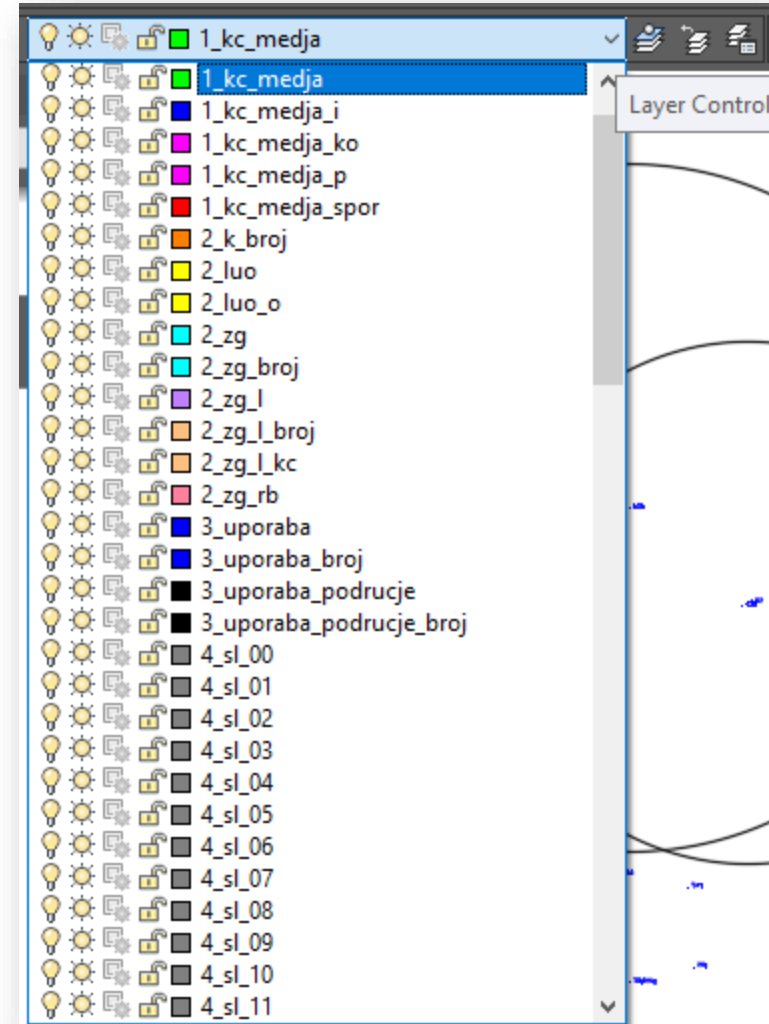 1_kc_medja
1_kc_medja
Layer Control
1_kc_medja_i
1_kc_medja_ko
1_kc_medja_p
1_kc_medja_spor
2_k_broj
2_luo
2_luo_o
2_zg
2_zg_broj
2_zg_l
2_zg_l_broj
2_zg_l_kc
2_zg_rb
3_uporaba
3_uporaba_broj
3_uporaba_podrucje
3_uporaba_podrucje_broj
4_sl_00
4_sl_01
4_sl_02
4_sl_03
4_sl_04
4_sl_05
4_sl_06
4_sl_07
4_sl_08
4_sl_09
4_sl_10
4_sl_11